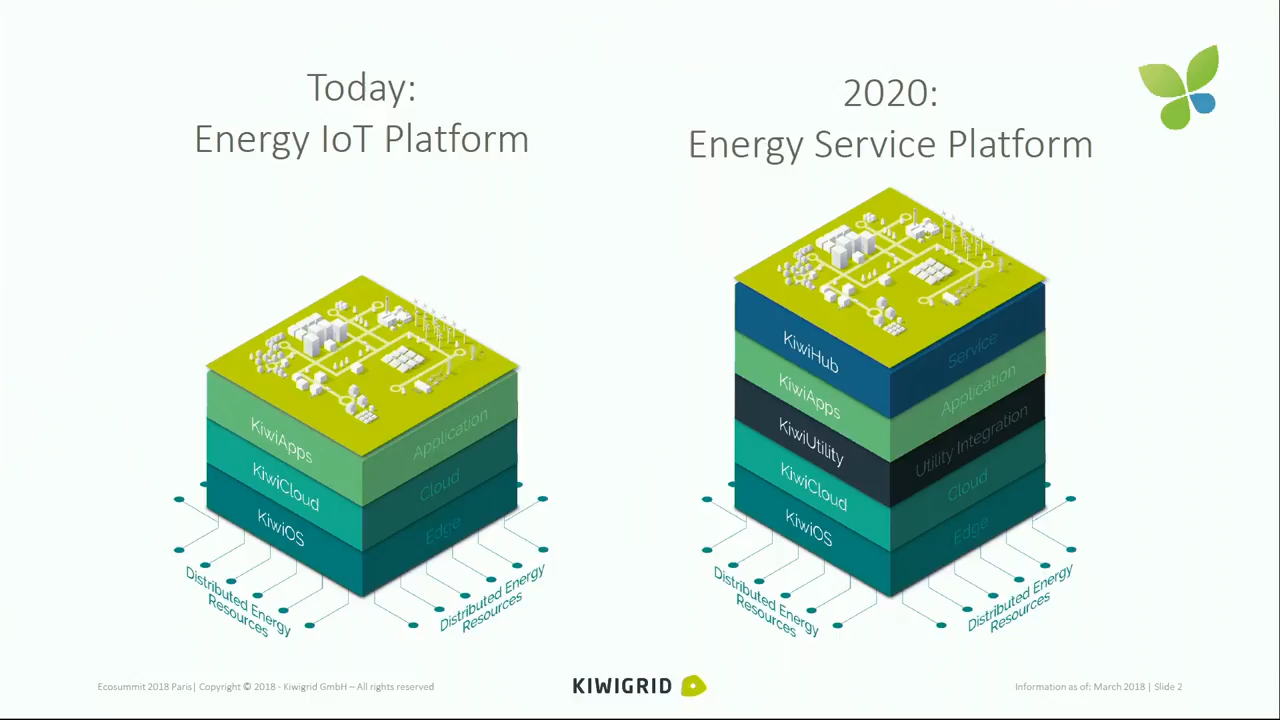 Today:
Energy IoT Platform
2020:
Energy Service Platform
KiwiApps
Application
KiwiCloud
Cloud
KiwiOS
Edge
Distributed Energy
Resources
Distributed Energy
Resources
KiwiHub
Service
KiwiApps
Application
KiwiUtility
Utility Integration
KiwiCloud
Cloud
KiwiOS
Edge
Distributed Energy
Resources
Distributed Energy
Resources
Ecosummit 2018 Paris| Copyright © 2018 - Kiwigrid GmbH – All rights reserved
KIWIGRID
Information as of: March 2018 | Slide 2